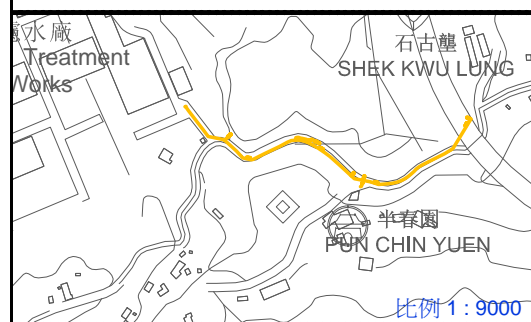 濾水廠
Treatment
Works
石古壟
SHEK KWU LUNG
半春園
PUN CHIN YUEN
比例 1 : 9000